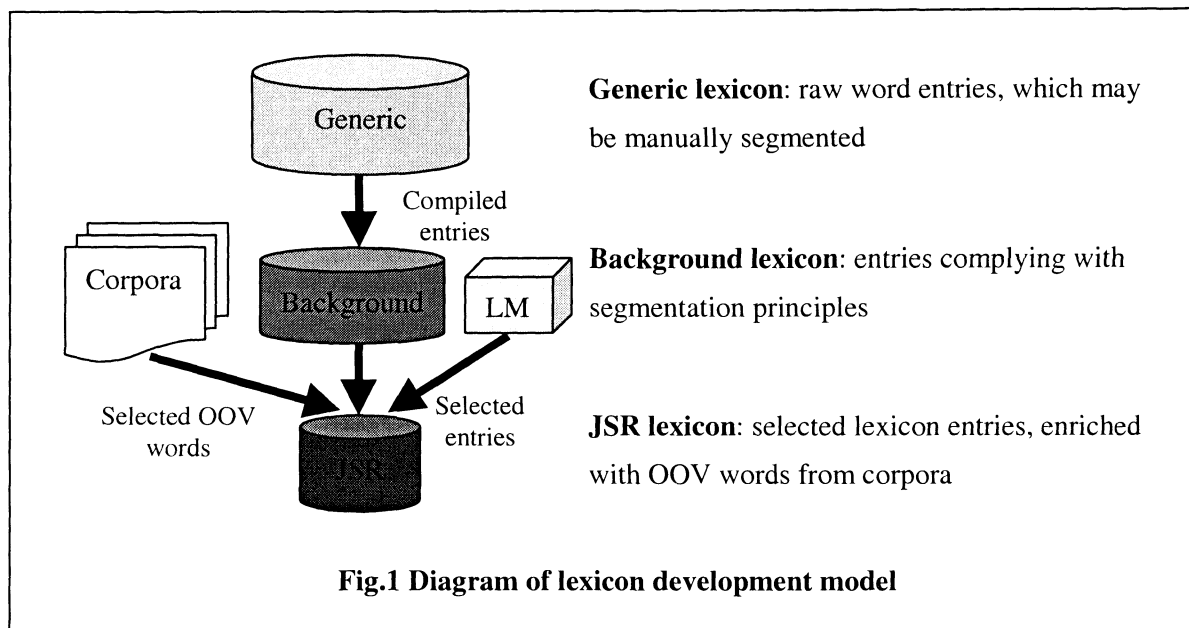 Generic
Generic lexicon: raw word entries, which may
be manually segmented
Compiled
entries
Corpora
Background
LM
Background lexicon: entries complying with
segmentation principles
Selected OOV
words
Selected
entries
JSR
JSR lexicon: selected lexicon entries, enriched
with OOV words from corpora
Fig.1 Diagram of lexicon development model